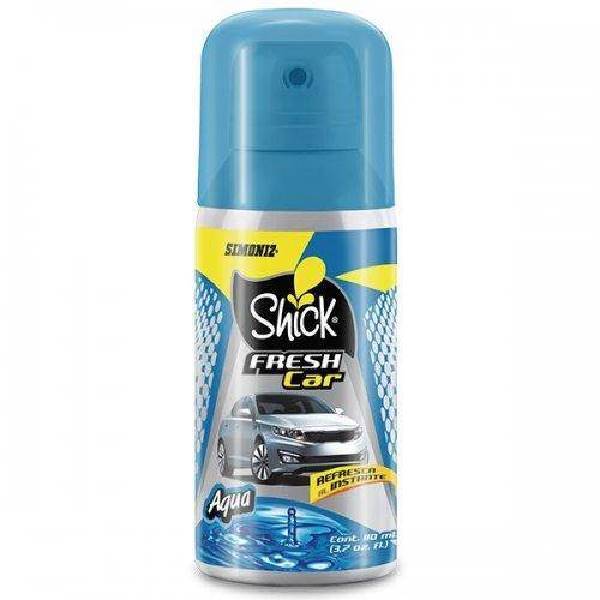 SIMONIZ
Shick®
FRESH
Car
REFRESCA
AL INSTANTE
Aqua
Cont. 110 mL
(3.7 oz. fl.)